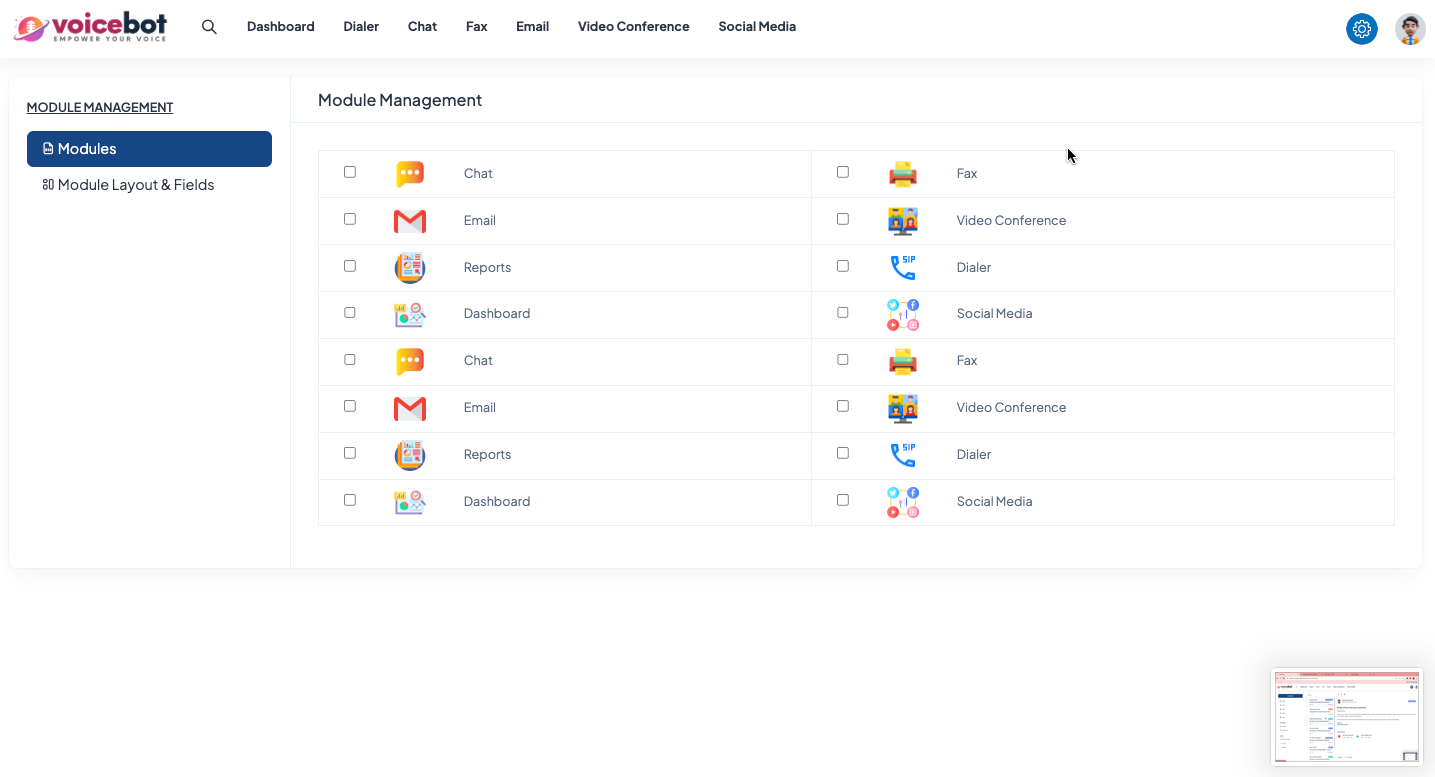 voicebot
EMPOWER YOUR VOICE
Dashboard Dialer Chat Fax Email Video Conference Social Media
MODULE MANAGEMENT
Modules
Module Layout & Fields
Module Management
Chat Fax
Email Video Conference
Reports SIP Dialer
Dashboard Social Media
Chat Fax
Email Video Conference
Reports SIP Dialer
Dashboard Social Media
voicebot